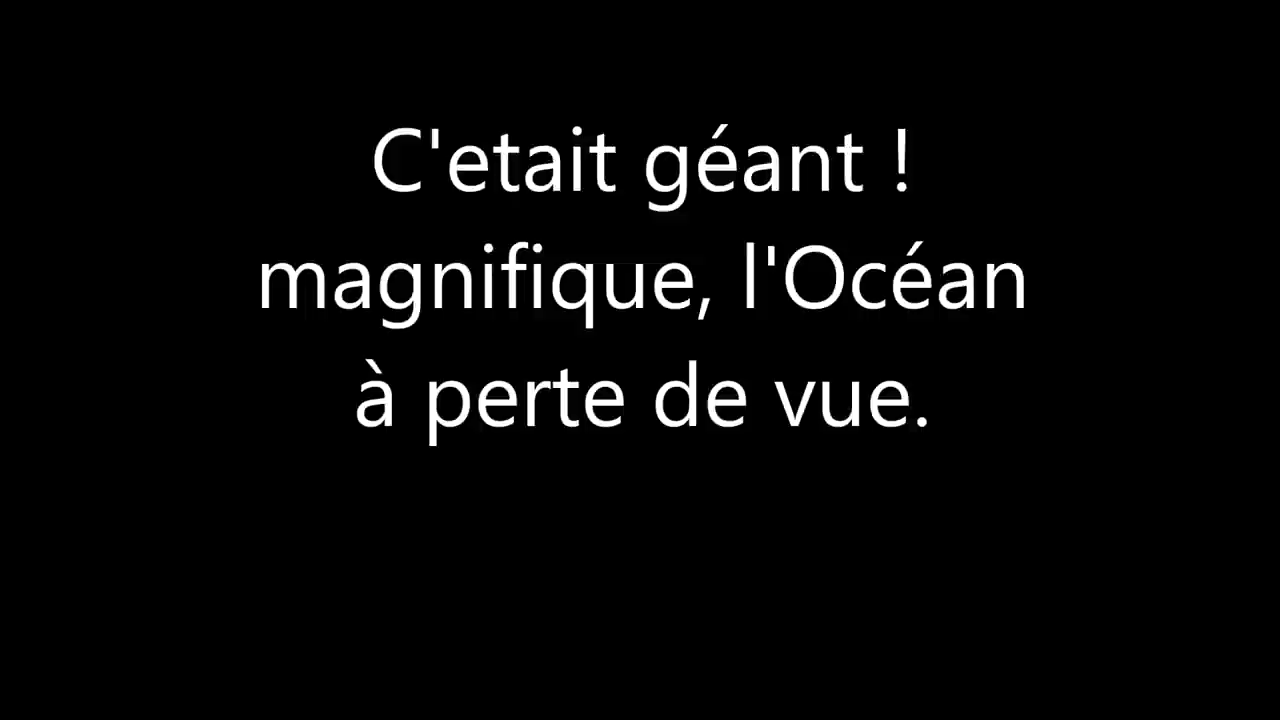 C'etait géant !
magnifique, l'Océan
à perte de vue.